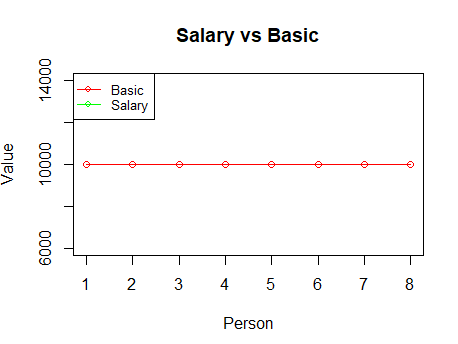 Salary vs Basic
Basic
Salary
Value
14000
10000
6000
1 2 3 4 5 6 7 8
Person